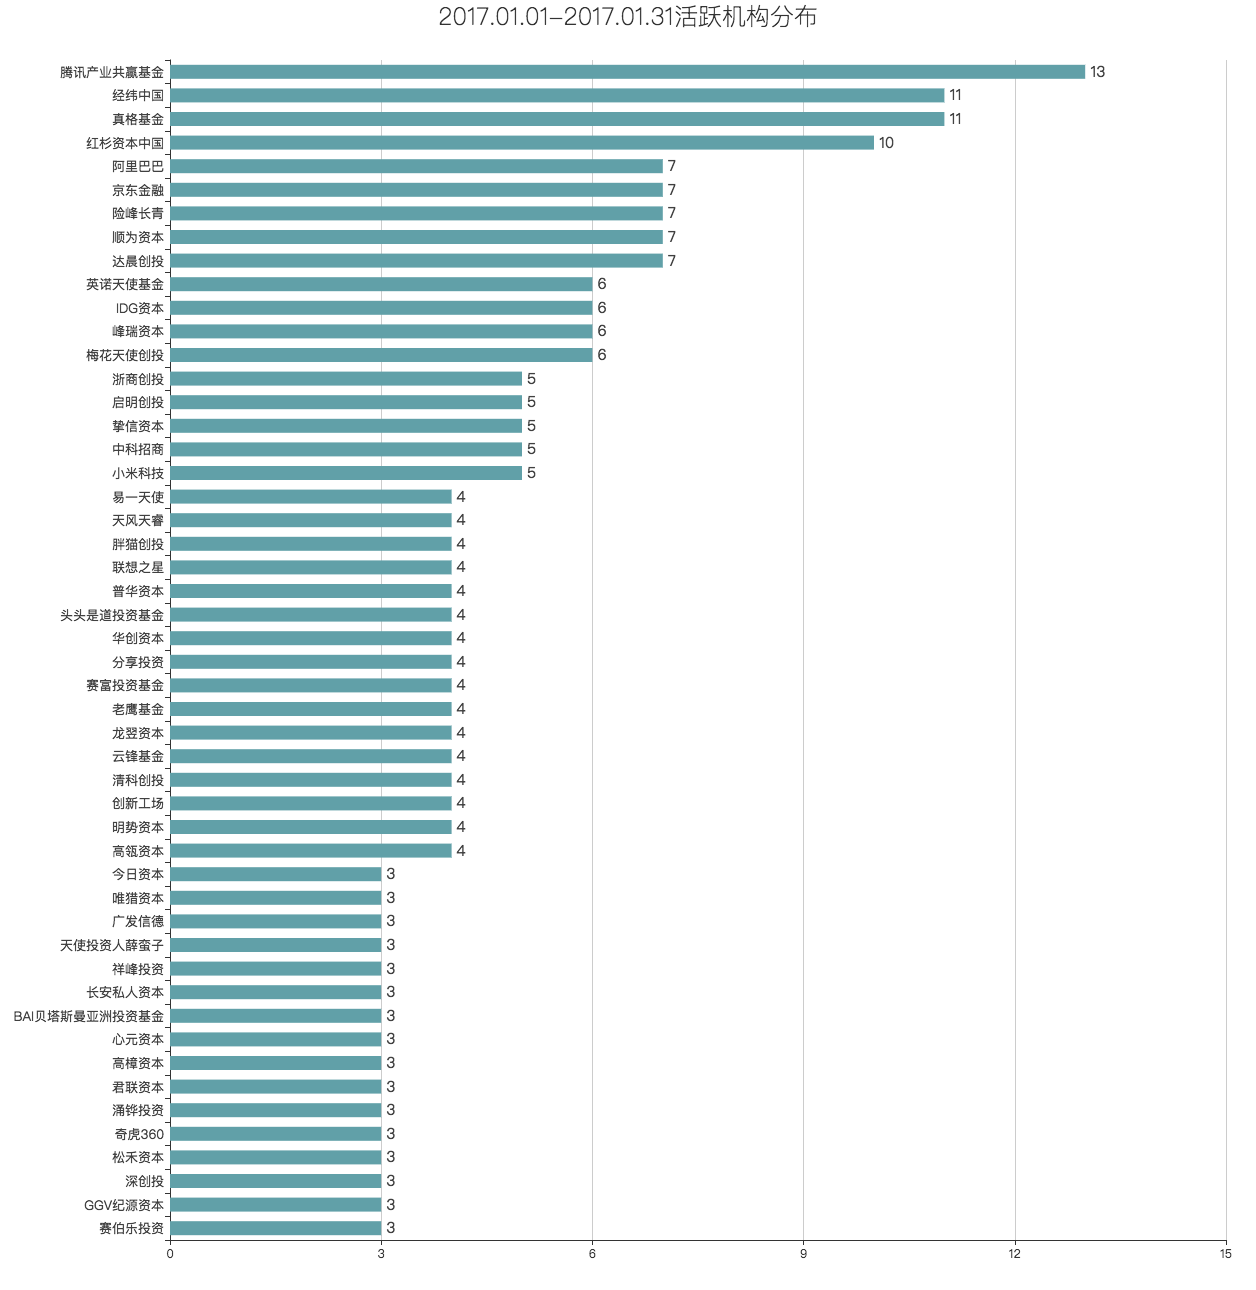 2017.01.01-2017.01.31活跃机构分布
腾讯产业共赢基金 13
经纬中国 11
真格基金 11
红杉资本中国 10
阿里巴巴 7
京东金融 7
险峰长青 7
顺为资本 7
达晨创投 7
英诺天使基金 6
IDG资本 6
峰瑞资本 6
梅花天使创投 6
浙商创投 5
启明创投 5
挚信资本 5
中科招商 5
小米科技 5
易一天使 4
天风天睿 4
胖猫创投 4
联想之星 4
普华资本 4
头头是道投资基金 4
华创资本 4
分享投资 4
赛富投资基金 4
老鹰基金 4
龙翌资本 4
云锋基金 4
清科创投 4
创新工场 4
明势资本 4
高瓴资本 4
今日资本 3
唯猎资本 3
广发信德 3
天使投资人薛蛮子 3
祥峰投资 3
长安私人资本 3
BAI贝塔斯曼亚洲投资基金 3
心元资本 3
高樟资本 3
君联资本 3
涌铧投资 3
奇虎360 3
松禾资本 3
深创投 3
GGV纪源资本 3
赛伯乐投资 3
0 3 6 9 12 15